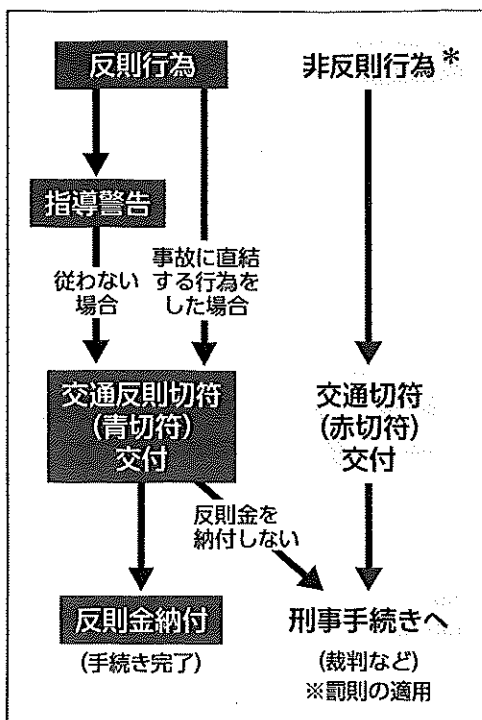 反則行為
非反則行為*
指導警告
従わない
場合
事故に直結
する行為を
した場合
交通反則切符
(青切符)
交付
交通切符
(赤切符)
交付
反則金を
納付しない
反則金納付
(手続き完了)
刑事手続きへ
(裁判など)
※罰則の適用